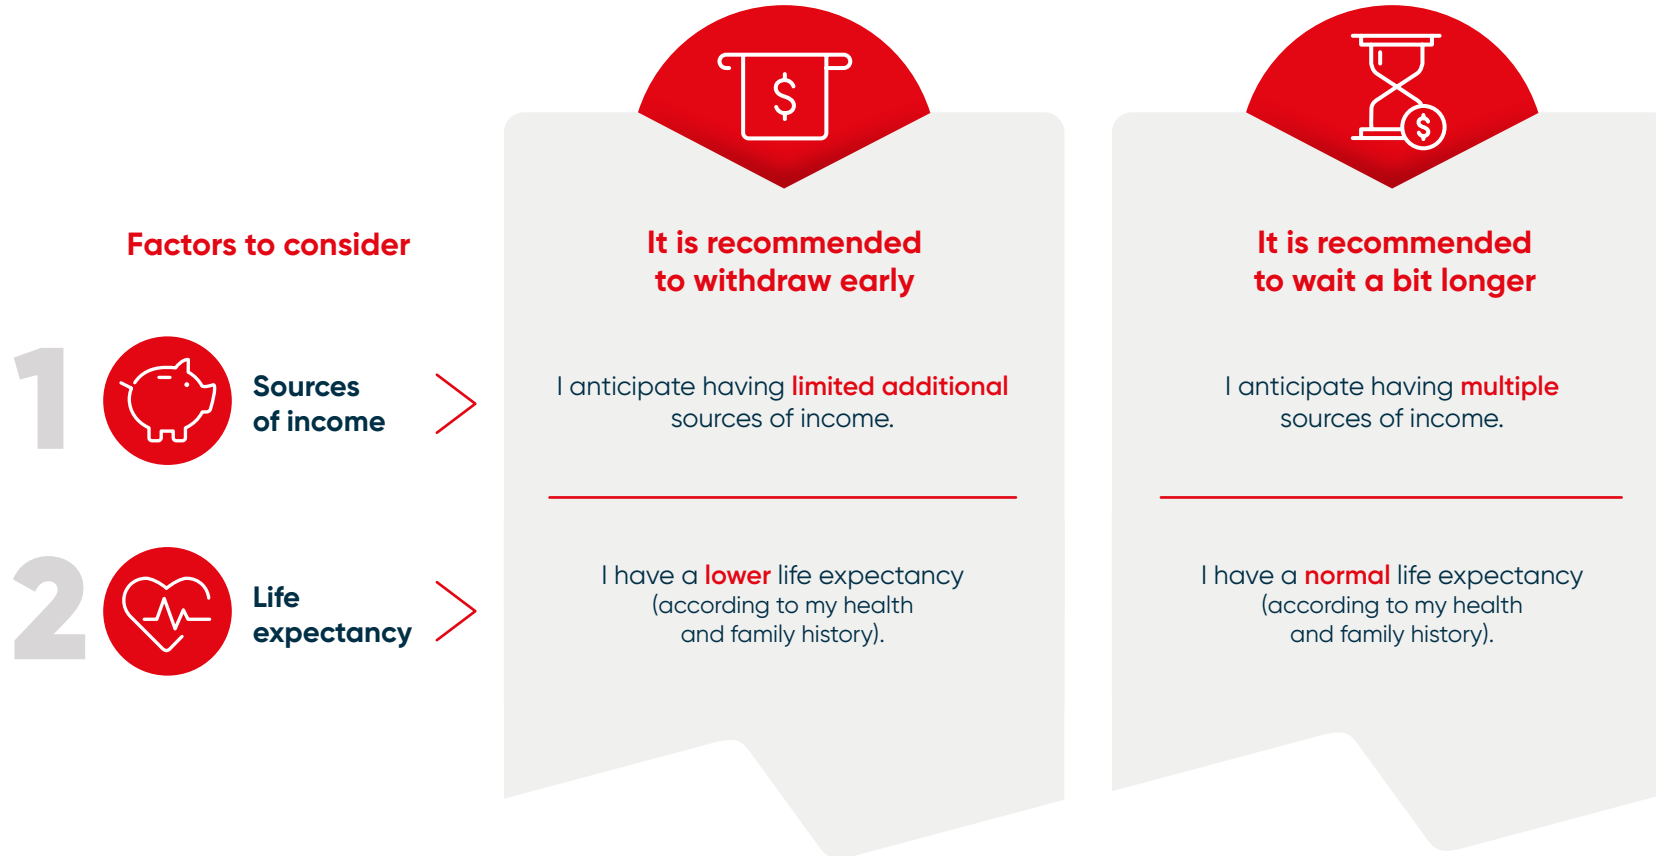 Factors to consider
It is recommended
to withdraw early
It is recommended
to wait a bit longer
1
Sources
of income
I anticipate having limited additional
sources of income.
I anticipate having multiple
sources of income.
2
Life
expectancy
I have a lower life expectancy
(according to my health
and family history).
I have a normal life expectancy
(according to my health
and family history).
$
$